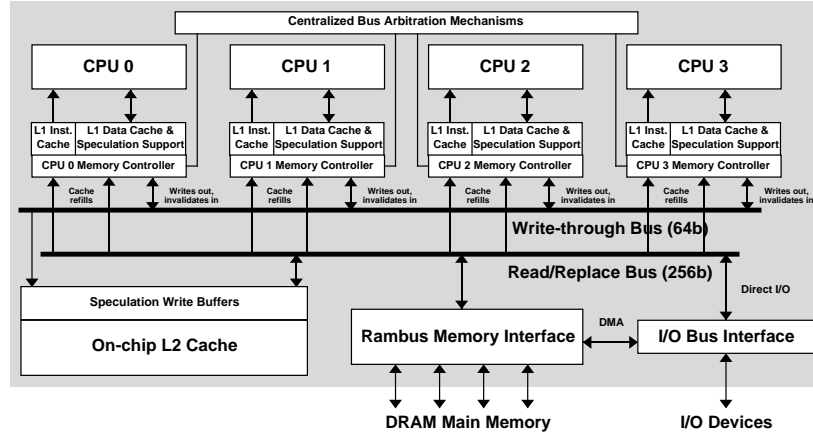 Centralized Bus Arbitration Mechanisms
CPU 0
CPU 1
CPU 2
CPU 3
L1 Inst.
Cache
L1 Data Cache &
Speculation Support
L1 Inst.
Cache
L1 Data Cache &
Speculation Support
L1 Inst.
Cache
L1 Data Cache &
Speculation Support
L1 Inst.
Cache
L1 Data Cache &
Speculation Support
CPU 0 Memory Controller
CPU 1 Memory Controller
CPU 2 Memory Controller
CPU 3 Memory Controller
Cache
refills
Writes out,
invalidates in
Cache
refills
Writes out,
invalidates in
Cache
refills
Writes out,
invalidates in
Cache
refills
Writes out,
invalidates in
Write-through Bus (64b)
Read/Replace Bus (256b)
Direct I/O
Speculation Write Buffers
On-chip L2 Cache
Rambus Memory Interface
DMA
I/O Bus Interface
DRAM Main Memory
I/O Devices